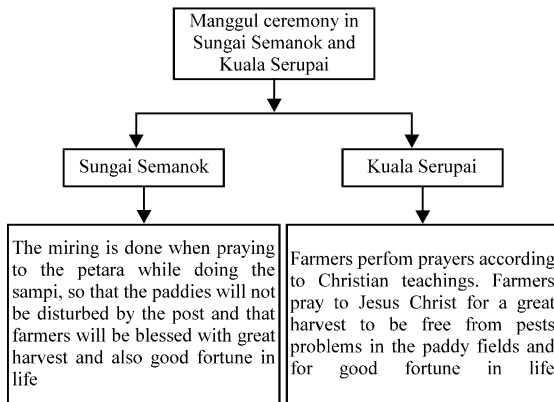 Manggul ceremony in
Sungai Semanok and
Kuala Serupai
Sungai Semanok
Kuala Serupai
The miring is done when praying
to the petara while doing the
sampi, so that the paddies will not
be disturbed by the post and that
farmers will be blessed with great
harvest and also good fortune in
life
Farmers perfom prayers according
to Christian teachings. Farmers
pray to Jesus Christ for a great
harvest to be free from pests
problems in the paddy fields and
for good fortune in life